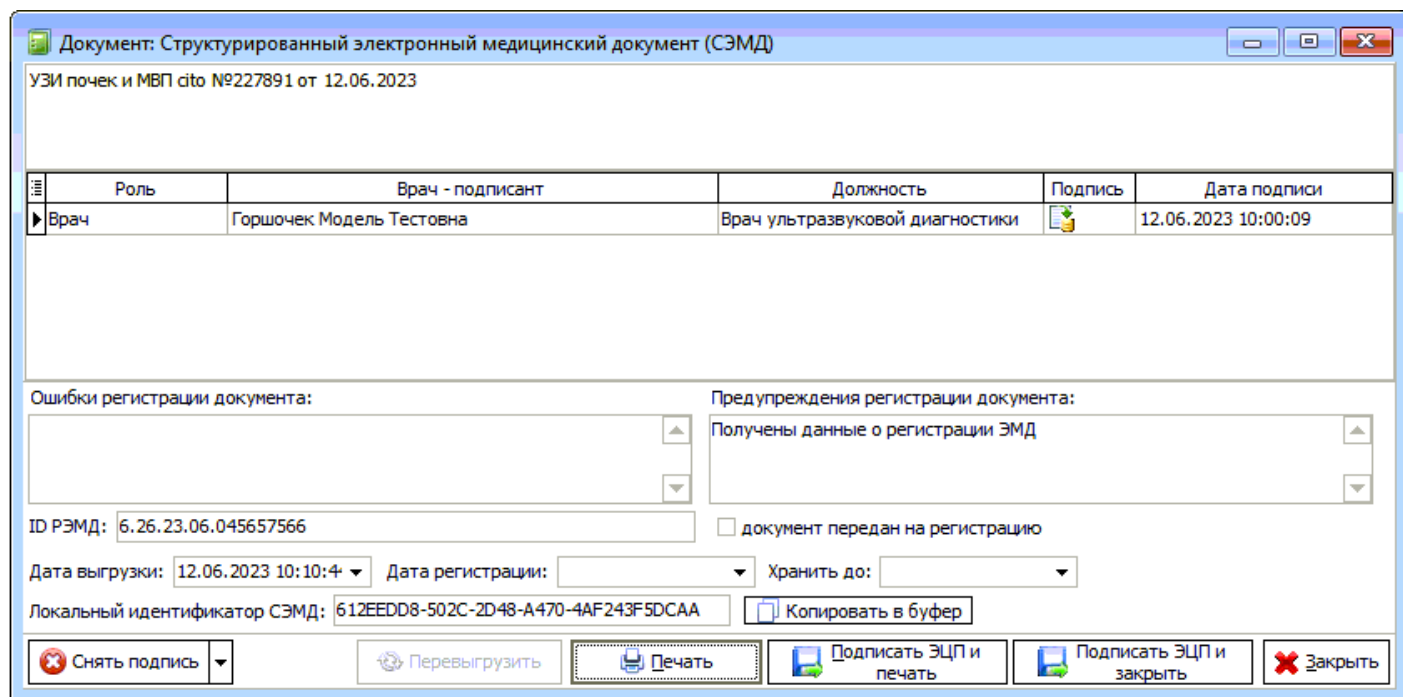 Документ: Структурированный электронный медицинский документ (СЭМД)
УЗИ почек и МВП cito №227891 от 12.06.2023
Роль Врач - подписант Должность Подпись Дата подписи
Врач Горшочек Модель Тестовна Врач ультразвуковой диагностики 12.06.2023 10:00:09
Ошибки регистрации документа: Предупреждения регистрации документа:
Получены данные о регистрации ЭМД
ID РЭМД: 6.26.23.06.045657566 документ передан на регистрацию
Дата выгрузки: 12.06.2023 10:10:4 Дата регистрации: Хранить до:
Локальный идентификатор СЭМД: 612EEDD8-502C-2D48-A470-4AF243F5DCAA Копировать в буфер
Снять подпись Перевыгрузить Печать Подписать ЭЦП и печать Подписать ЭЦП и закрыть Закрыть